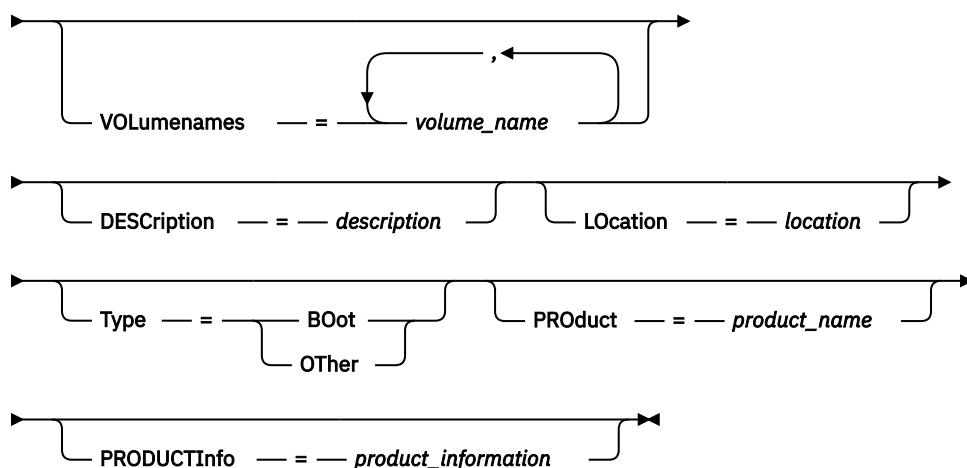 ,
VOLumenames = volume_name
DESCription = description LOcation = location
Type = BOot PROduct = product_name
OTher
PRODUCTInfo = product_information